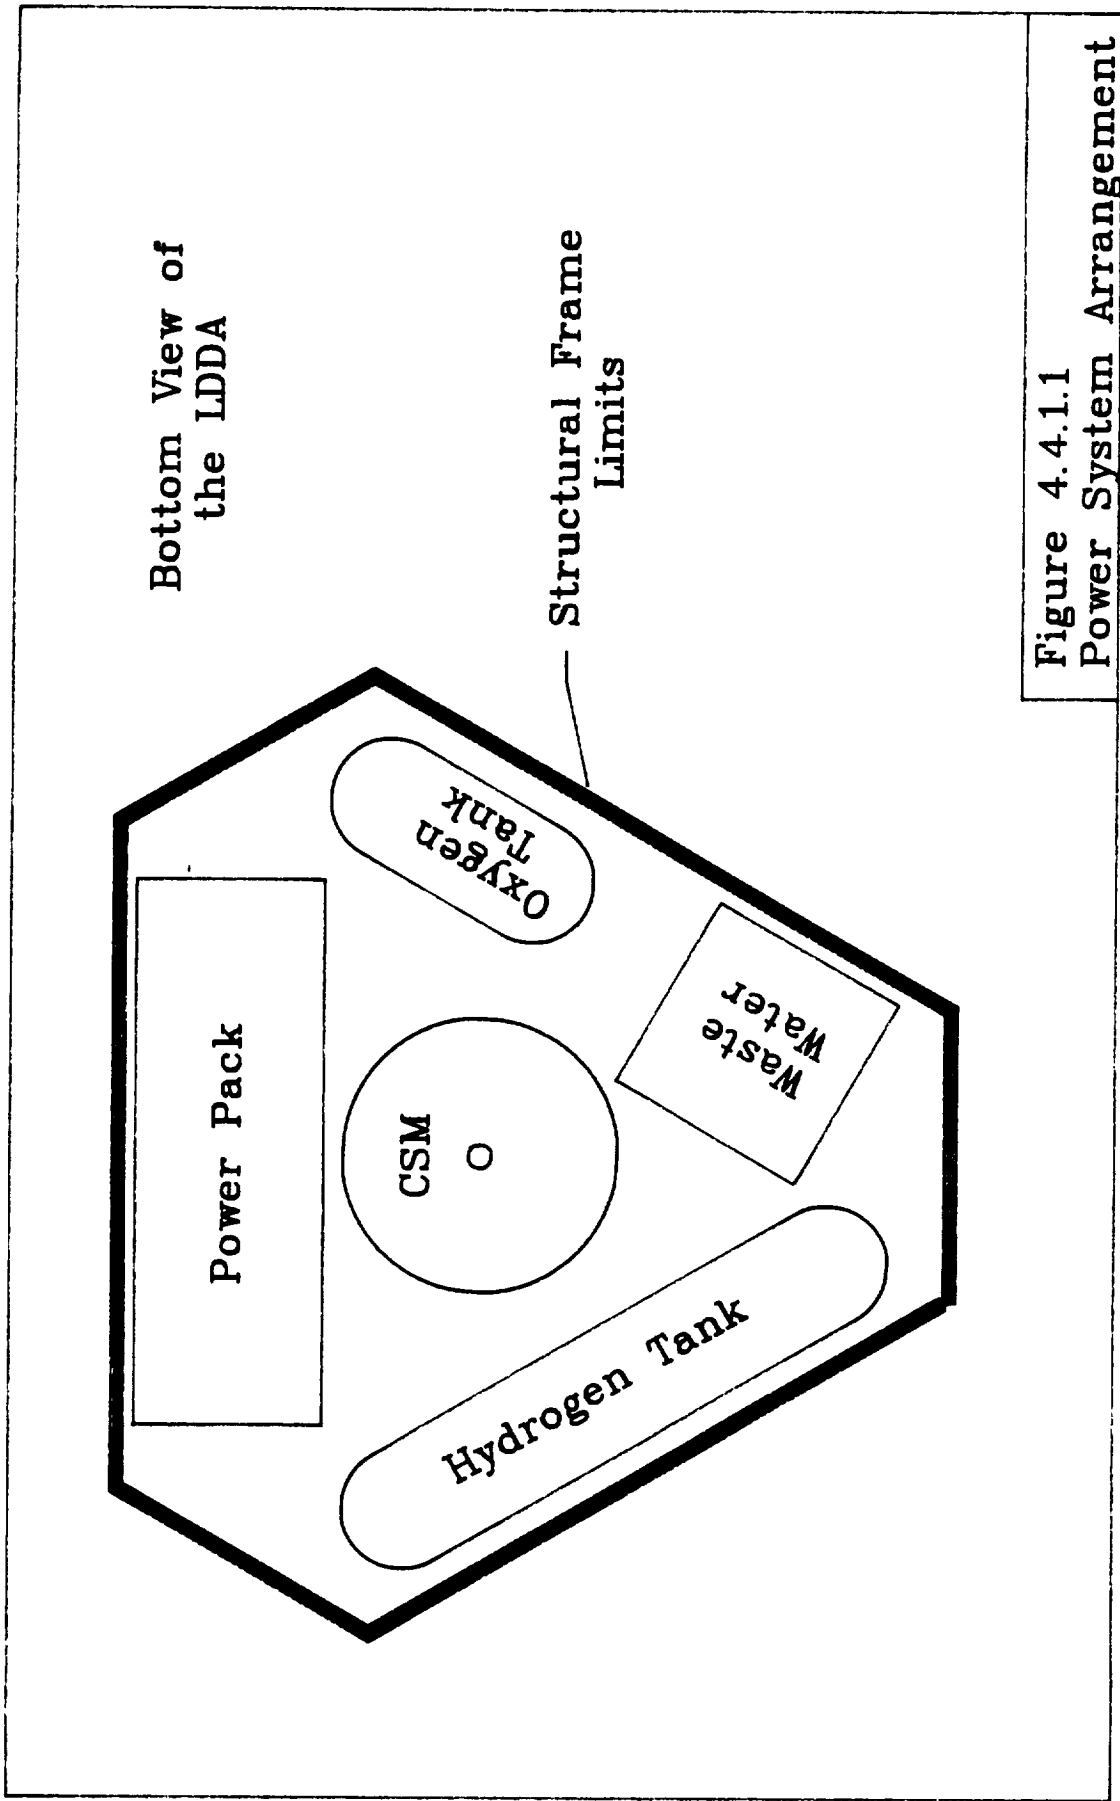 Bottom View of
the LDDA
Power Pack
CSM
Oxygen
Tank
Structural Frame
Limits
Hydrogen Tank
Waste
Water
Figure 4.4.1.1
Power System Arrangement